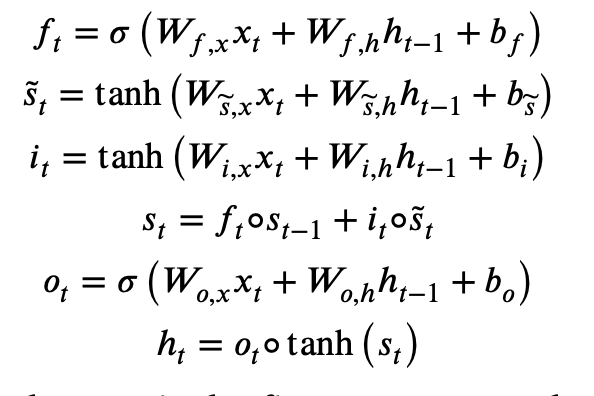 f_t = σ (W_{f,x}x_t + W_{f,h}h_{t−1} + b_f)
s̃_t = tanh (W_{s̃,x}x_t + W_{s̃,h}h_{t−1} + b_{s̃})
i_t = tanh (W_{i,x}x_t + W_{i,h}h_{t−1} + b_i)
s_t = f_t∘s_{t−1} + i_t∘s̃_t
o_t = σ (W_{o,x}x_t + W_{o,h}h_{t−1} + b_o)
h_t = o_t∘tanh (s_t)